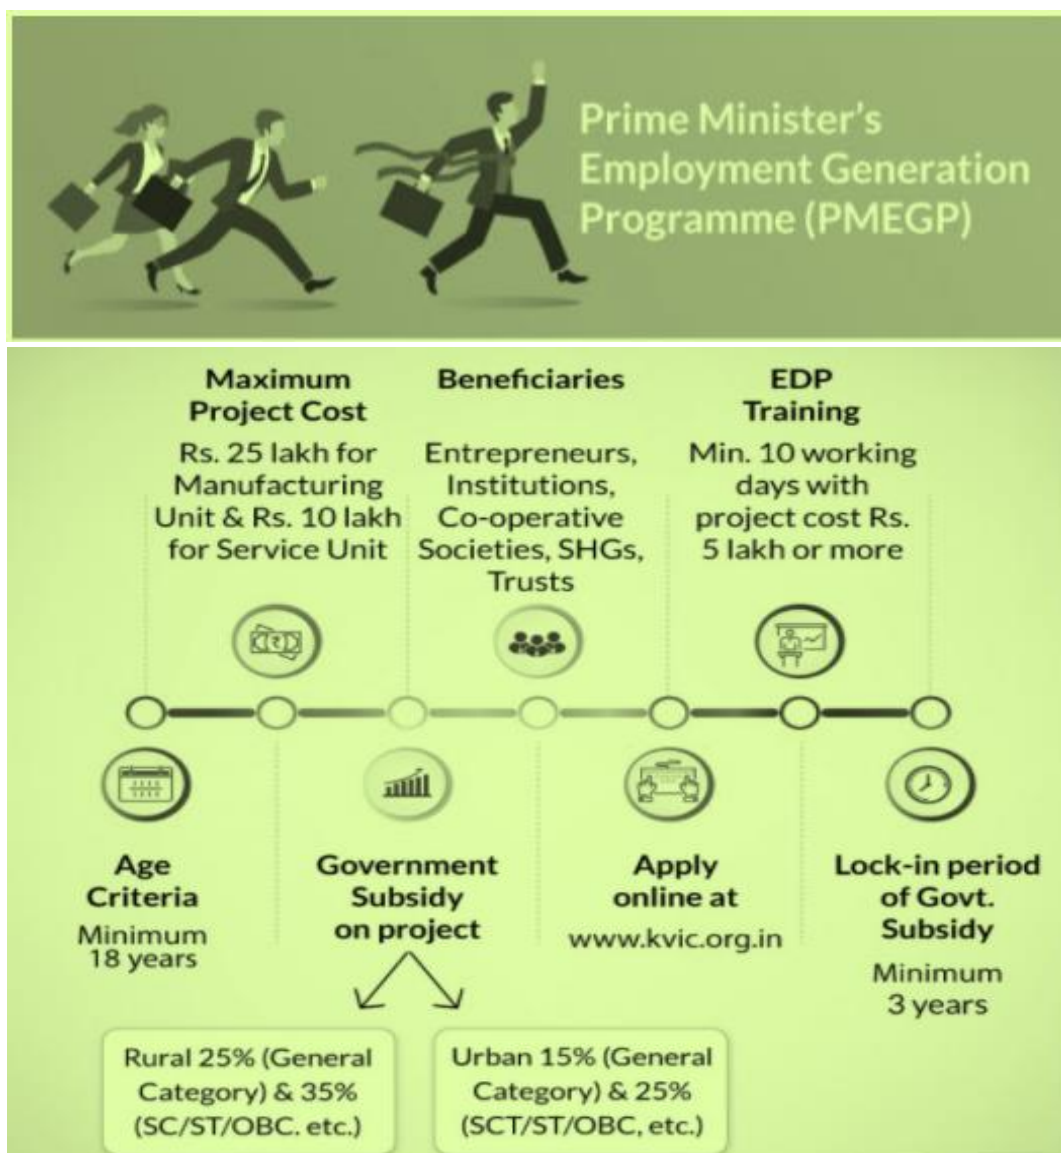 Prime Minister's
Employment Generation
Programme (PMEGP)
Maximum
Project Cost
Rs. 25 lakh for
Manufacturing
Unit & Rs. 10 lakh
for Service Unit
Beneficiaries
Entrepreneurs,
Institutions,
Co-operative
Societies, SHGs,
Trusts
EDP
Training
Min. 10 working
days with
project cost Rs.
5 lakh or more
Age
Criteria
Minimum
18 years
Government
Subsidy
on project
Rural 25% (General
Category) & 35%
(SC/ST/OBC. etc.)
Urban 15% (General
Category) & 25%
(SCT/ST/OBC, etc.)
Apply
online at
www.kvic.org.in
Lock-in period
of Govt.
Subsidy
Minimum
3 years